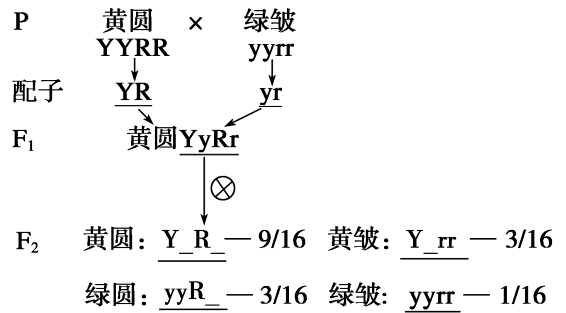 P 黄圆 × 绿皱
YYRR yyrr
配子 YR yr
F₁ 黄圆YyRr
⊗
F₂ 黄圆：Y_R_—9/16 黄皱：Y_rr—3/16
绿圆：yyR_—3/16 绿皱：yyrr—1/16